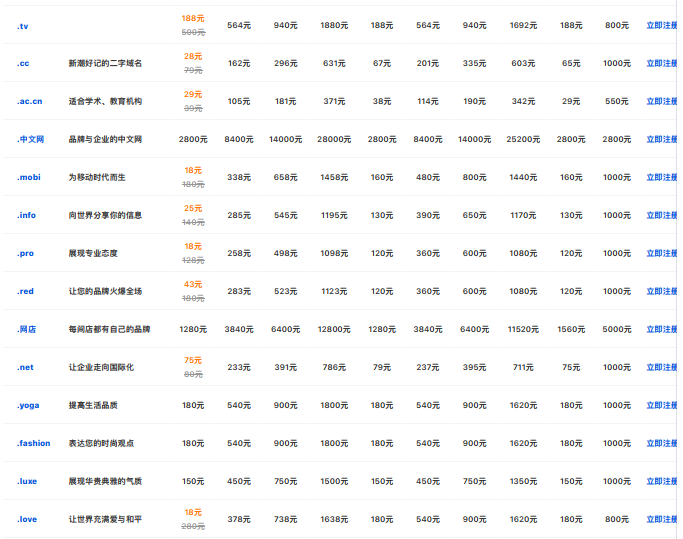 188元
.tv 564元 940元 1880元 188元 564元 940元 1692元 188元 800元 立即注册
500元
28元
.cc 新潮好记的二字域名 162元 296元 631元 67元 201元 335元 603元 65元 1000元 立即注册
79元
29元
.ac.cn 适合学术、教育机构 105元 181元 371元 38元 114元 190元 342元 29元 550元 立即注册
39元
.中文网 品牌与企业的中文网 2800元 8400元 14000元 28000元 2800元 8400元 14000元 25200元 2800元 2800元 立即注册
18元
.mobi 为移动时代而生 338元 658元 1458元 160元 480元 800元 1440元 160元 1000元 立即注册
180元
25元
.info 向世界分享你的信息 285元 545元 1195元 130元 390元 650元 1170元 130元 1000元 立即注册
140元
18元
.pro 展现专业态度 258元 498元 1098元 120元 360元 600元 1080元 120元 1000元 立即注册
128元
43元
.red 让您的品牌火爆全场 283元 523元 1123元 120元 360元 600元 1080元 120元 1000元 立即注册
180元
.网店 每间店都有自己的品牌 1280元 3840元 6400元 12800元 1280元 3840元 6400元 11520元 1560元 5000元 立即注册
75元
.net 让企业走向国际化 233元 391元 786元 79元 237元 395元 711元 75元 1000元 立即注册
80元
.yoga 提高生活品质 180元 540元 900元 1800元 180元 540元 900元 1620元 180元 1000元 立即注册
.fashion 表达您的时尚观点 180元 540元 900元 1800元 180元 540元 900元 1620元 180元 1000元 立即注册
.luxe 展现华贵典雅的气质 150元 450元 750元 1500元 150元 450元 750元 1350元 150元 1000元 立即注册
18元
.love 让世界充满爱与和平 378元 738元 1638元 180元 540元 900元 1620元 180元 800元 立即注册
280元